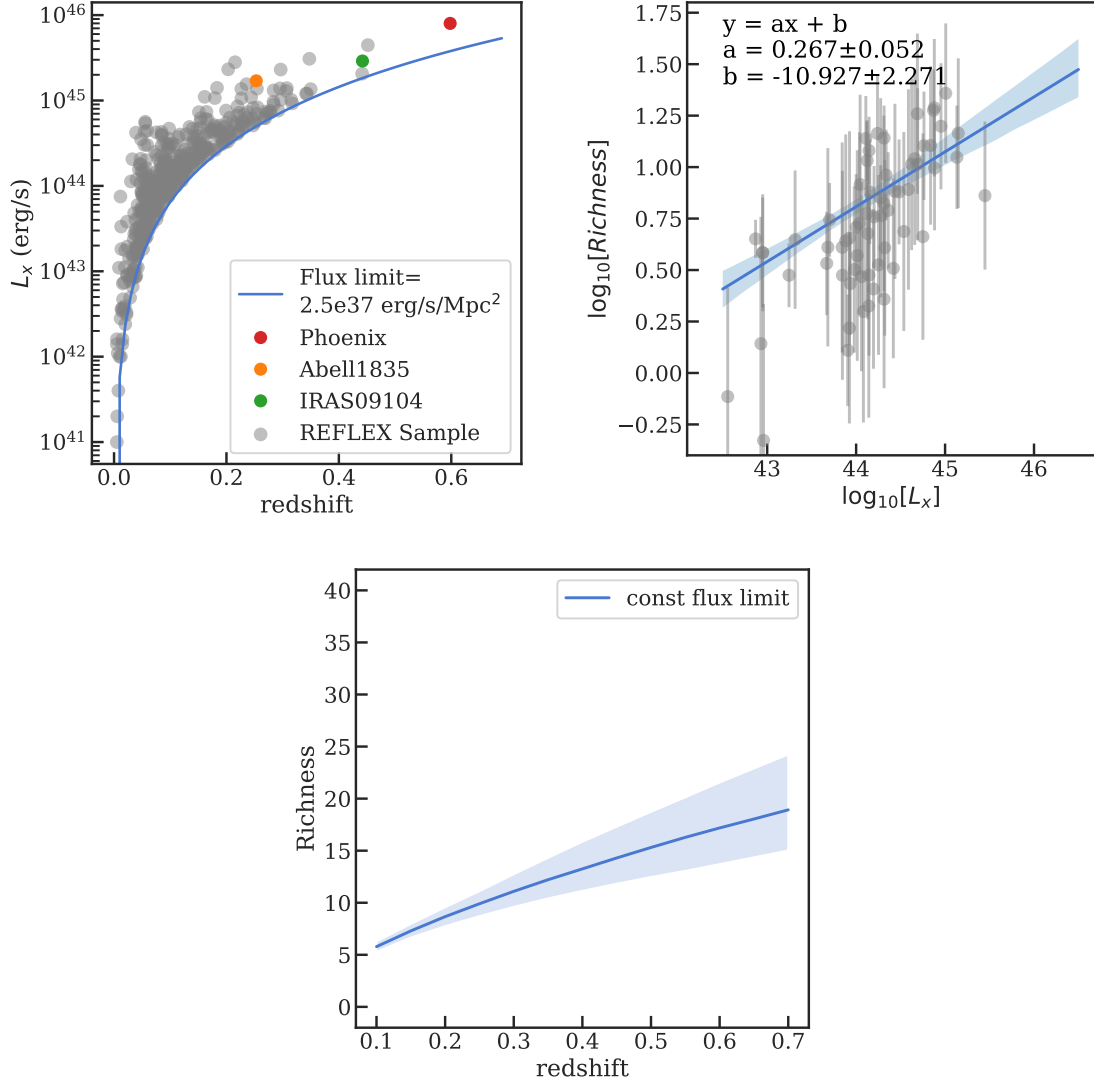 10^46
10^45
10^44
10^43
10^42
10^41
L_x (erg/s)
Flux limit=
2.5e37 erg/s/Mpc^2
Phoenix
Abell1835
IRAS09104
REFLEX Sample
0.0 0.2 0.4 0.6
redshift
y = ax + b
a = 0.267±0.052
b = -10.927±2.271
1.75
1.50
1.25
1.00
0.75
0.50
0.25
0.00
−0.25
log_10[Richness]
43 44 45 46
log_10[L_x]
const flux limit
40
35
30
25
20
15
10
5
0
Richness
0.1 0.2 0.3 0.4 0.5 0.6 0.7
redshift